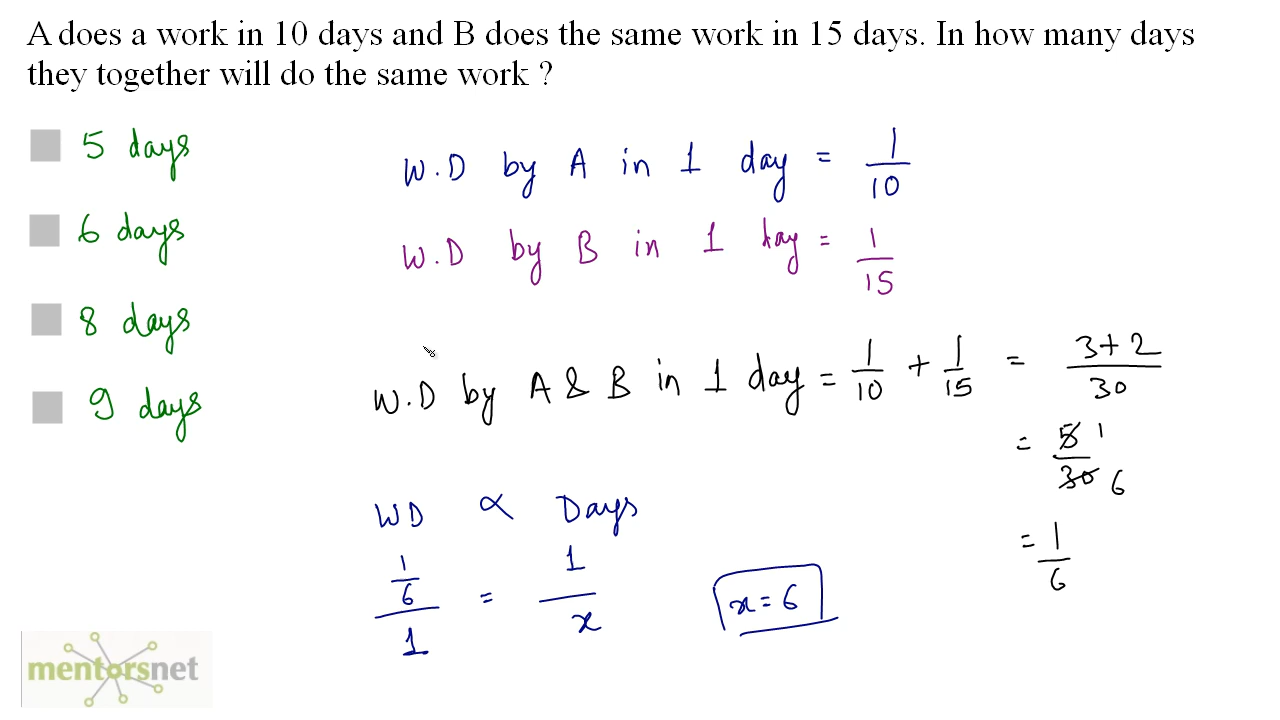 A does a work in 10 days and B does the same work in 15 days. In how many days
they together will do the same work ?
5 days
6 days
8 days
9 days
W.D by A in 1 day = 1/10
W.D by B in 1 day = 1/15
W.D by A & B in 1 day = 1/10 + 1/15 = 3+2/30
= 5/30 1/6
= 1/6
WD ∝ Days
1/6/1 = 1/x
x = 6
mentorsnet